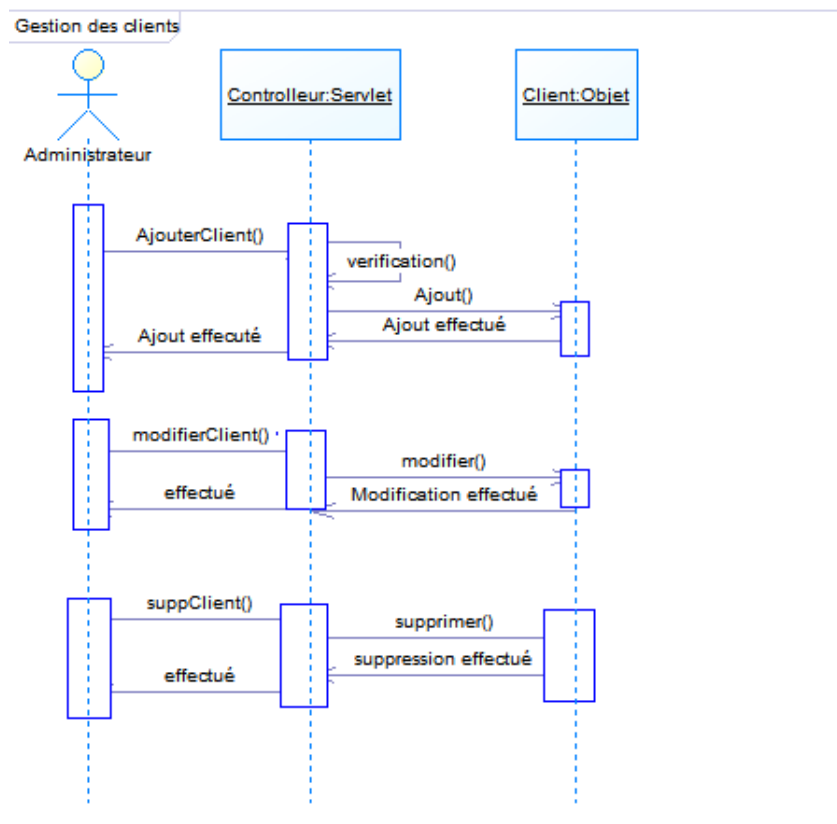 Gestion des clients
Controlleur:Servlet
Client:Objet
Administrateur
AjouterClient()
verification()
Ajout()
Ajout effectué
Ajout effecuté
modifierClient()
modifier()
effectué
Modification effectué
suppClient()
supprimer()
suppression effectué
effectué